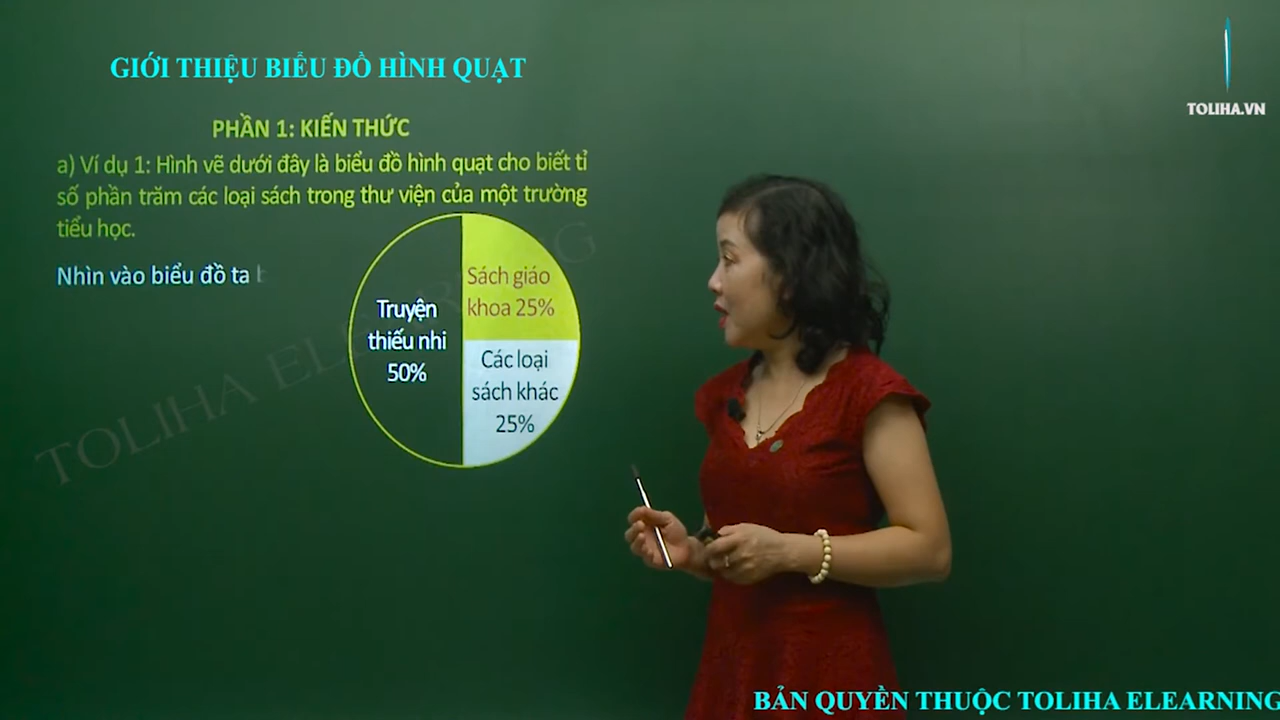 GIỚI THIỆU BIỂU ĐỒ HÌNH QUẠT
TOLIHA.VN
PHẦN 1: KIẾN THỨC
a) Ví dụ 1: Hình vẽ dưới đây là biểu đồ hình quạt cho biết tỉ
số phần trăm các loại sách trong thư viện của một trường
tiểu học.
Nhìn vào biểu đồ ta
Truyện
thiếu nhi
50%
Sách giáo
khoa 25%
Các loại
sách khác
25%
TOLIHA ELEARNING
BẢN QUYỀN THUỘC TOLIHA ELEARNING